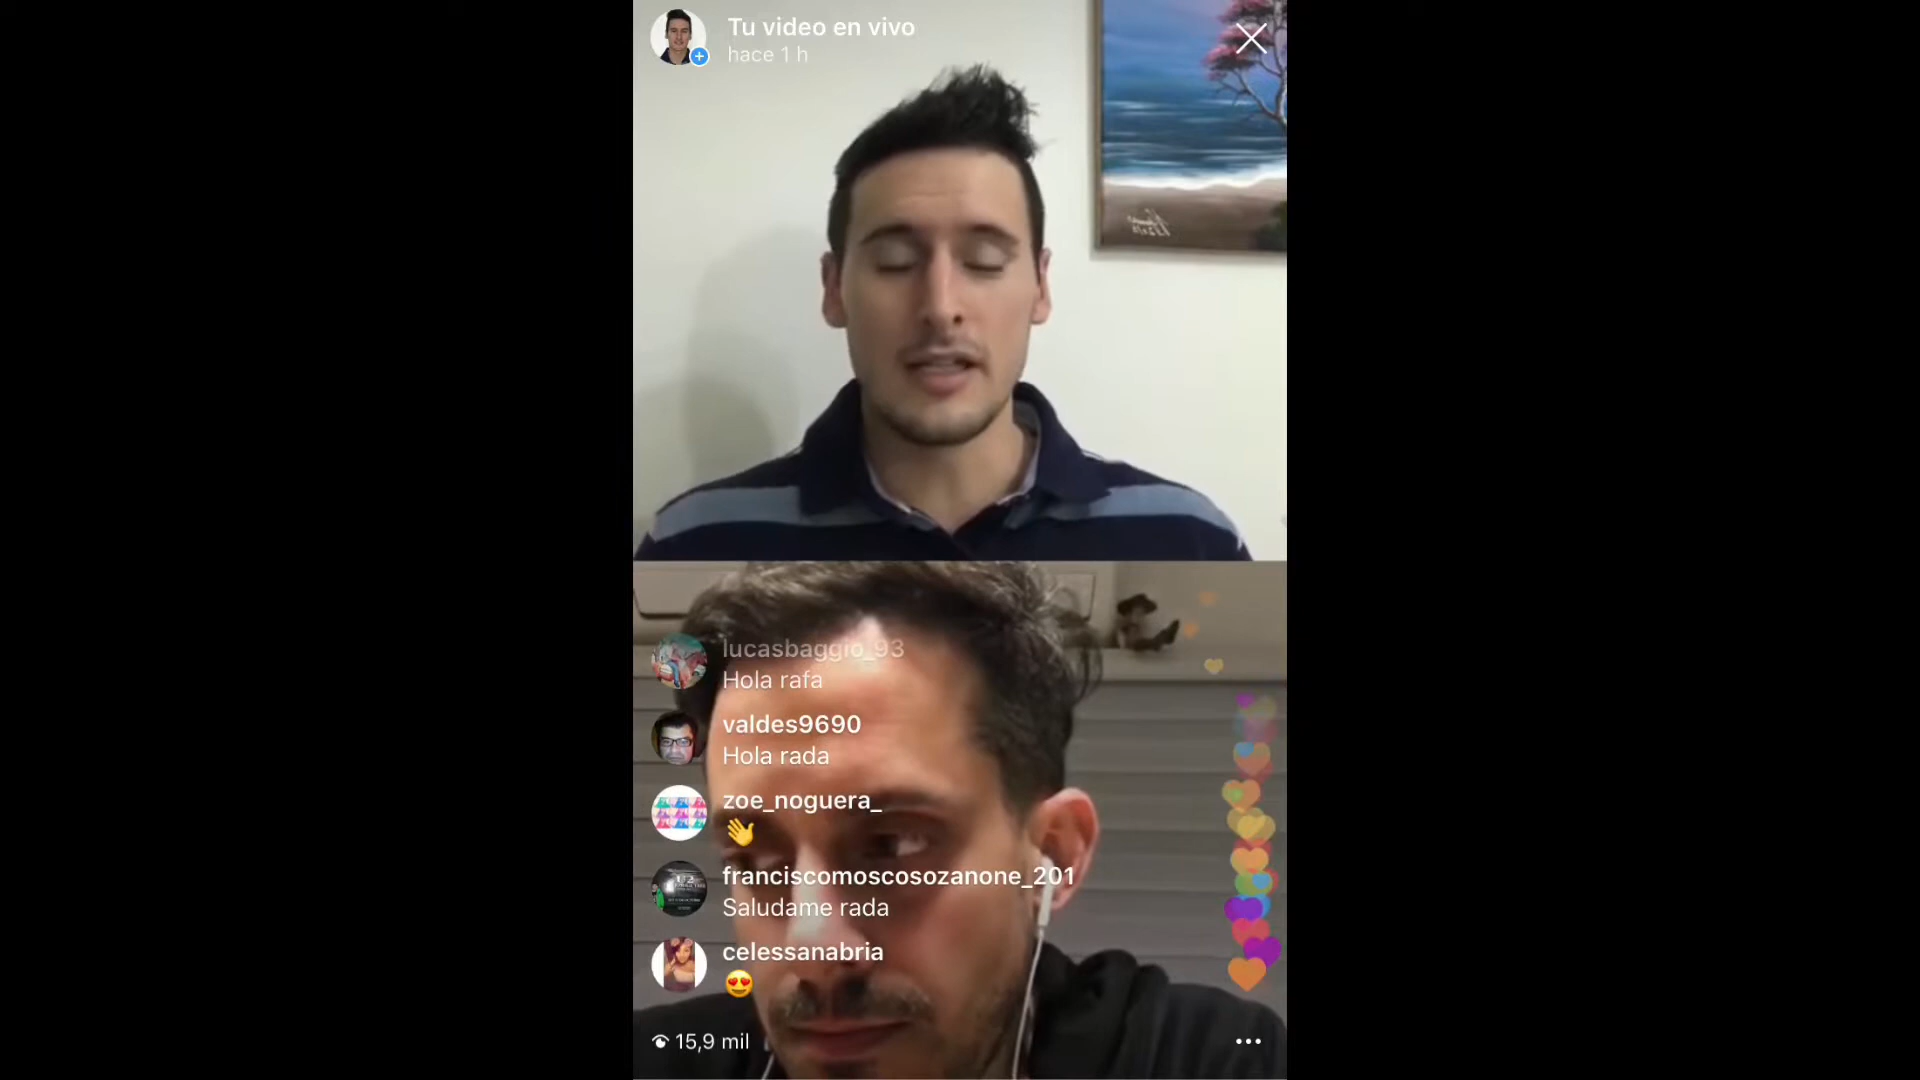 Tu video en vivo
hace 1 h
lucasbaggio_93
Hola rafa
valdes9690
Hola rada
zoe_noguera_
👋
franciscomoscosozanone_201
Saludame rada
celessanabria
😍
15,9 mil